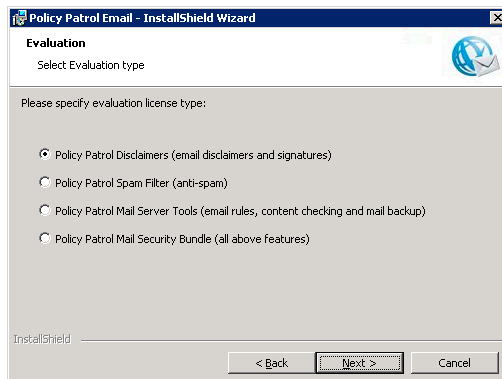 Policy Patrol Email - InstallShield Wizard
Evaluation
Select Evaluation type
Please specify evaluation license type:
Policy Patrol Disclaimers (email disclaimers and signatures)
Policy Patrol Spam Filter (anti-spam)
Policy Patrol Mail Server Tools (email rules, content checking and mail backup)
Policy Patrol Mail Security Bundle (all above features)
InstallShield
< Back Next > Cancel